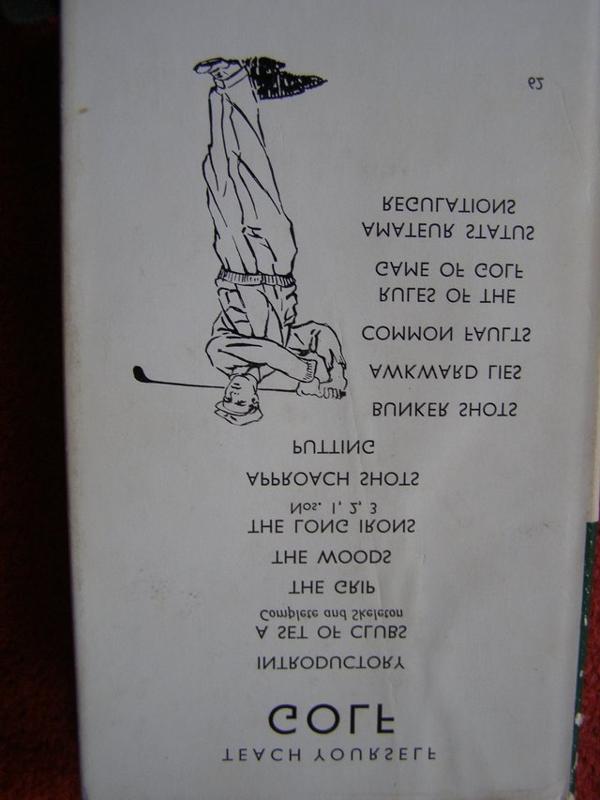 TEACH YOURSELF
GOLF
INTRODUCTORY
A SET OF CLUBS
Complete and Skeleton
THE GRIP
THE WOODS
THE LONG IRONS
Nos. 1, 2, 3
APPROACH SHOTS
PUTTING
BUNKER SHOTS
AWKWARD LIES
COMMON FAULTS
RULES OF THE
GAME OF GOLF
AMATEUR STATUS
REGULATIONS
62